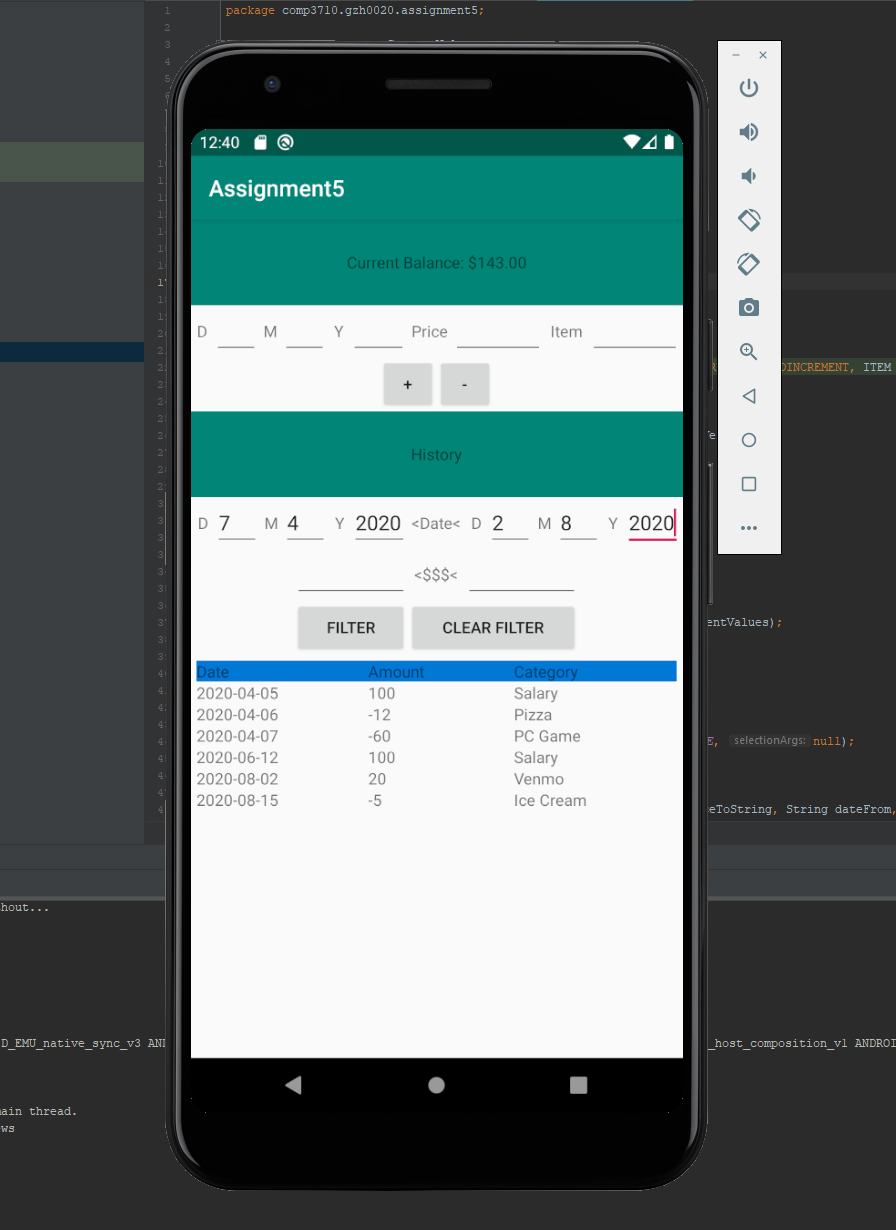 package comp3710.gzh0020.assignment5;
12:40
Assignment5
Current Balance: $143.00
D M Y Price Item
+ -
OINCREMENT, ITEM
History
D 7 M 4 Y 2020 <Date< D 2 M 8 Y 2020
<$$$<
FILTER CLEAR FILTER
entValues);
Date Amount Category
2020-04-05 100 Salary
2020-04-06 -12 Pizza
2020-04-07 -60 PC Game
E, selectionArgs: null);
2020-06-12 100 Salary
2020-08-02 20 Venmo
2020-08-15 -5 Ice Cream
eToString, String dateFrom,
hout...
D_EMU_native_sync_v3 AN
_host_composition_v1 ANDROI
main thread.
ws